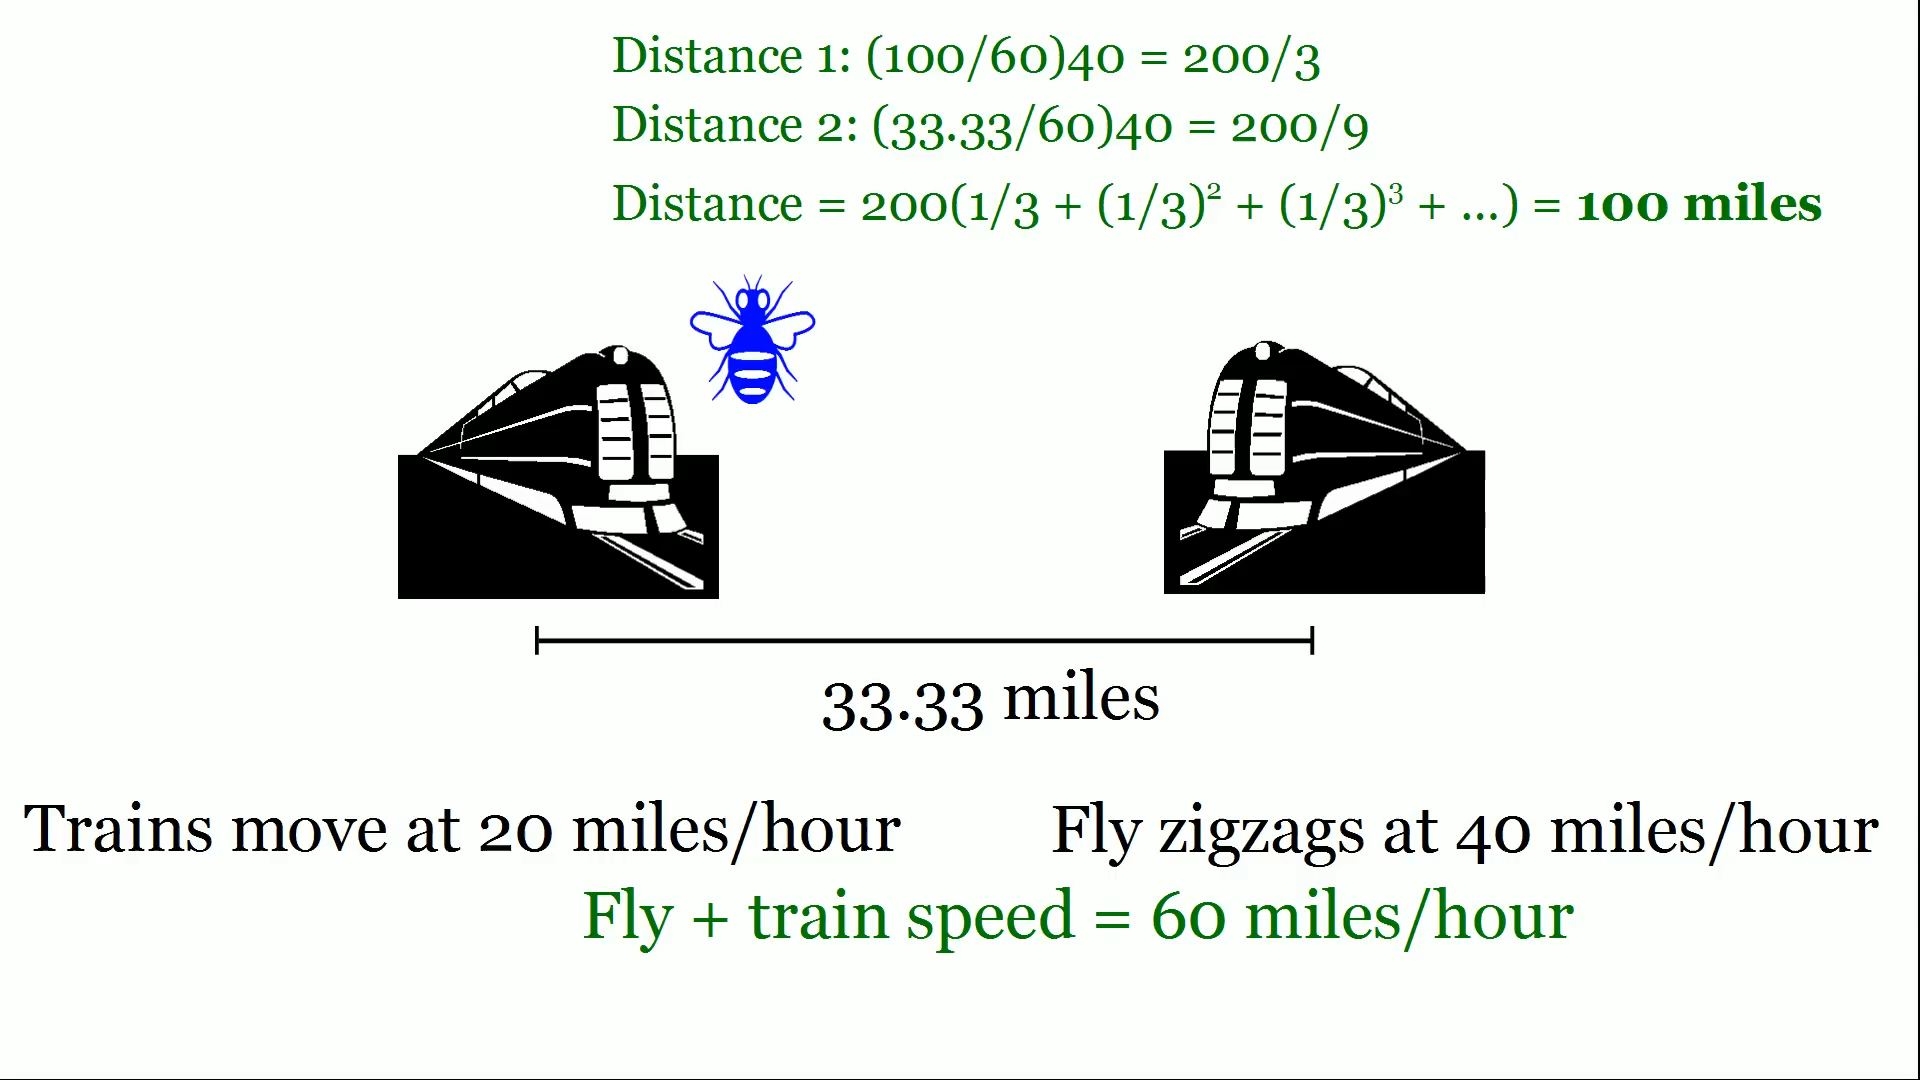 Distance 1: (100/60)40 = 200/3
Distance 2: (33.33/60)40 = 200/9
Distance = 200(1/3 + (1/3)² + (1/3)³ + ...) = 100 miles
33.33 miles
Trains move at 20 miles/hour
Fly zigzags at 40 miles/hour
Fly + train speed = 60 miles/hour